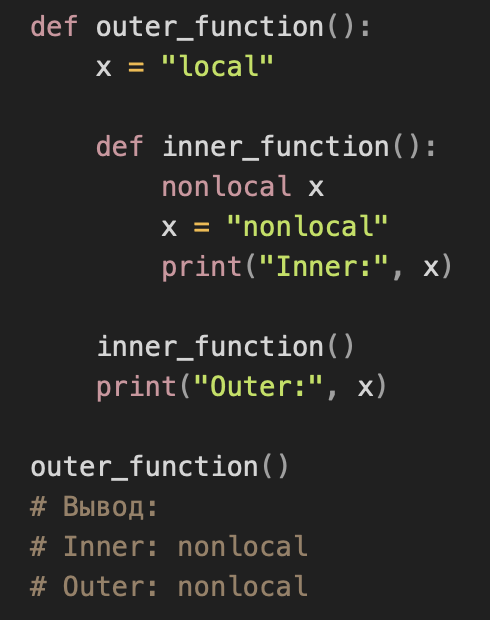 def outer_function():
    x = "local"

    def inner_function():
        nonlocal x
        x = "nonlocal"
        print("Inner:", x)

    inner_function()
    print("Outer:", x)

outer_function()
# Вывод:
# Inner: nonlocal
# Outer: nonlocal